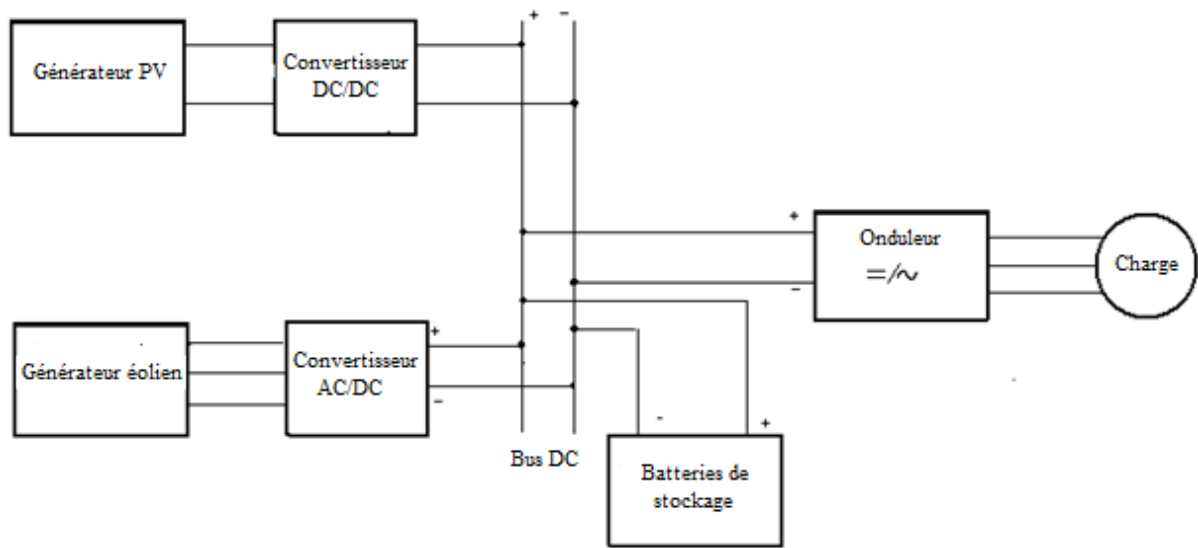 + −
Générateur PV
Convertisseur
DC/DC
+
Onduleur
=/~
−
Charge
Générateur éolien
Convertisseur
AC/DC
+
−
- +
Bus DC
Batteries de
stockage